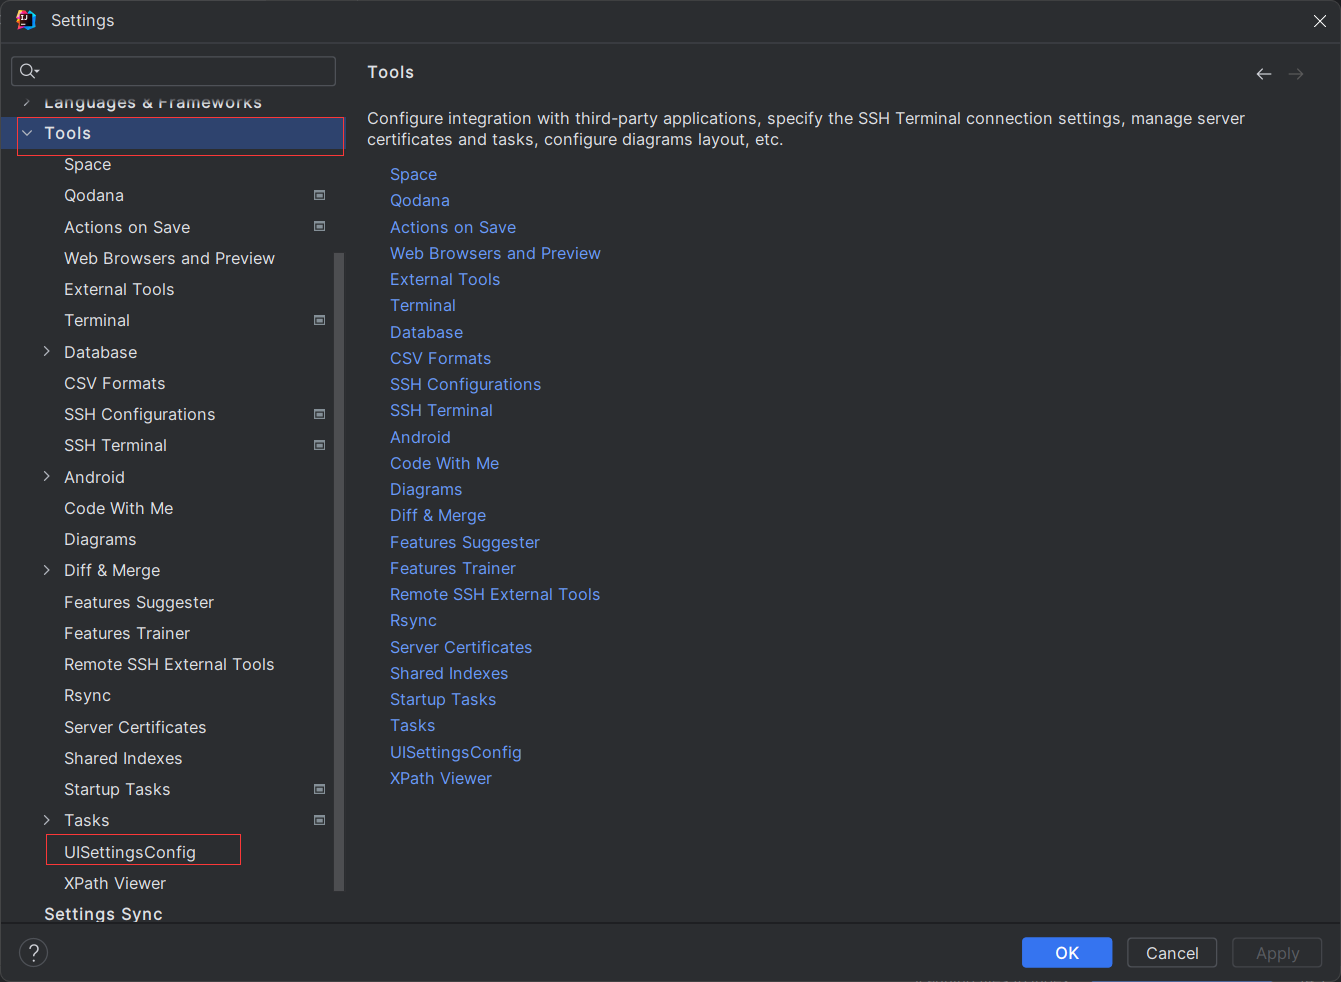 Settings
Languages & Frameworks
Tools
Space
Qodana
Actions on Save
Web Browsers and Preview
External Tools
Terminal
Database
CSV Formats
SSH Configurations
SSH Terminal
Android
Code With Me
Diagrams
Diff & Merge
Features Suggester
Features Trainer
Remote SSH External Tools
Rsync
Server Certificates
Shared Indexes
Startup Tasks
Tasks
UISettingsConfig
XPath Viewer
Settings Sync
Tools
Configure integration with third-party applications, specify the SSH Terminal connection settings, manage server
certificates and tasks, configure diagrams layout, etc.
Space
Qodana
Actions on Save
Web Browsers and Preview
External Tools
Terminal
Database
CSV Formats
SSH Configurations
SSH Terminal
Android
Code With Me
Diagrams
Diff & Merge
Features Suggester
Features Trainer
Remote SSH External Tools
Rsync
Server Certificates
Shared Indexes
Startup Tasks
Tasks
UISettingsConfig
XPath Viewer
?
OK
Cancel
Apply